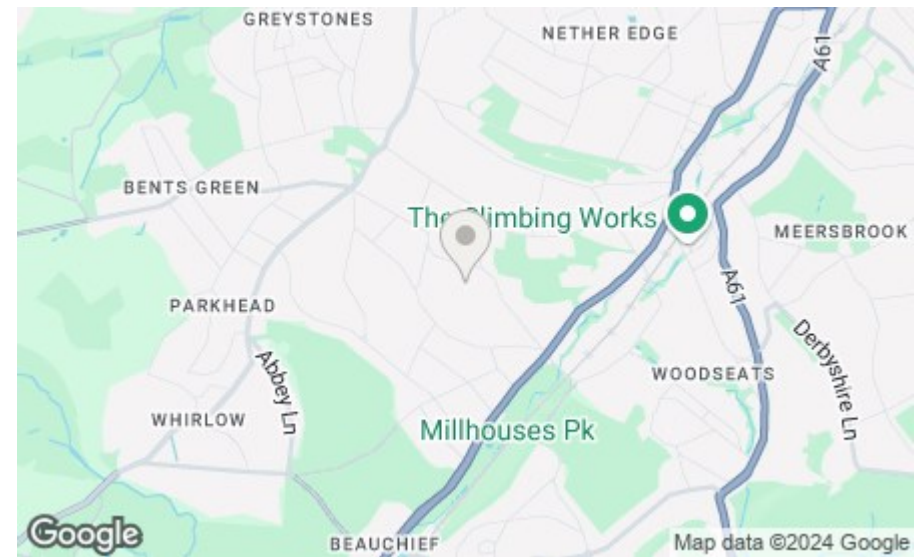 GREYSTONES
NETHER EDGE
A61
BENTS GREEN
The Climbing Works
MEERSBROOK
PARKHEAD
A61
Abbey Ln
WOODSEATS
Derbyshire Ln
WHIRLOW
Millhouses Pk
Google
BEAUCHIEF
Map data ©2024 Google